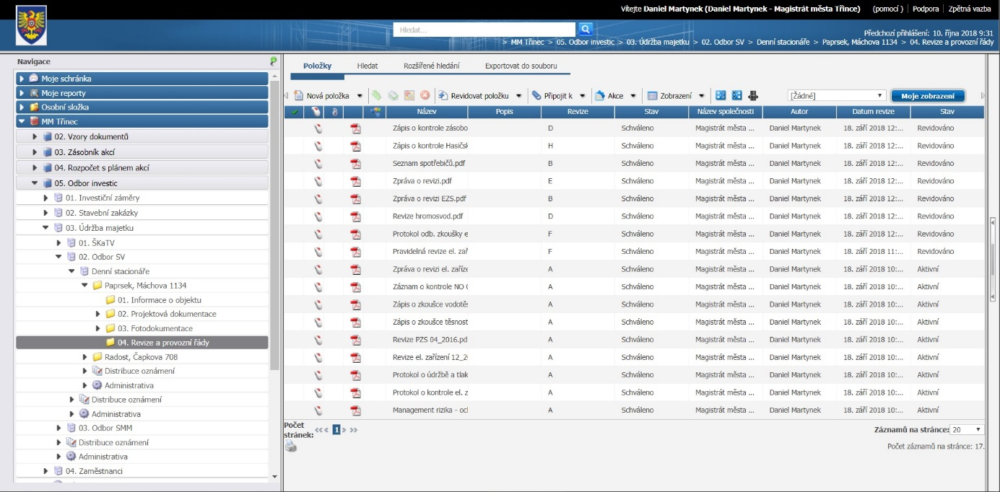 Vítejte Daniel Martynek (Daniel Martynek - Magistrát města Třince) (pomocí ) | Podpora | Zpětná vazba
Hledat...
Předchozí přihlášení: 10. října 2018 9:31
> MM Třinec > 05. Odbor investic > 03. Údržba majetku > 02. Odbor SV > Denní stacionáře > Paprsek, Máchova 1134 > 04. Revize a provozní řády
Navigace
Moje schránka
Moje reporty
Osobní složka
MM Třinec
02. Vzory dokumentů
03. Zásobník akcí
04. Rozpočet s plánem akcí
05. Odbor investic
01. Investiční záměry
02. Stavební zakázky
03. Údržba majetku
01. ŠKaTV
02. Odbor SV
Denní stacionáře
Paprsek, Máchova 1134
01. Informace o objektu
02. Projektová dokumentace
03. Fotodokumentace
04. Revize a provozní řády
Radost, Čapkova 708
Distribuce oznámení
Administrativa
Distribuce oznámení
Administrativa
03. Odbor SMM
Distribuce oznámení
Administrativa
04. Zaměstnanci
Položky Hledat Rozšířené hledání Exportovat do souboru
Nová položka Revidovat položku Připojit k Akce Zobrazení [Žádné] Moje zobrazení
Název Popis Revize Stav Název společnosti Autor Datum revize Stav
Zápis o kontrole zásobo D Schváleno Magistrát města ... Daniel Martynek 18. září 2018 12:... Revidováno
Zápis o kontrole Hasičsk H Schváleno Magistrát města ... Daniel Martynek 18. září 2018 12:... Revidováno
Seznam spotřebičů.pdf B Schváleno Magistrát města ... Daniel Martynek 18. září 2018 12:... Revidováno
Zpráva o revizi.pdf E Schváleno Magistrát města ... Daniel Martynek 18. září 2018 12:... Revidováno
Zpráva o revizi EZS.pdf B Schváleno Magistrát města ... Daniel Martynek 18. září 2018 12:... Revidováno
Revize hromosvod.pdf D Schváleno Magistrát města ... Daniel Martynek 18. září 2018 12:... Revidováno
Protokol odb. zkoušky e F Schváleno Magistrát města ... Daniel Martynek 18. září 2018 12:... Revidováno
Pravidelná revize el. zař F Schváleno Magistrát města ... Daniel Martynek 18. září 2018 11:... Revidováno
Zpráva o revizi el. zaříze A Schváleno Magistrát města ... Daniel Martynek 18. září 2018 10:... Aktivní
Záznam o kontrole NO ( A Schváleno Magistrát města ... Daniel Martynek 18. září 2018 10:... Aktivní
Zápis o zkoušce vodotěs A Schváleno Magistrát města ... Daniel Martynek 18. září 2018 10:... Aktivní
Zápis o zkoušce těsnost A Schváleno Magistrát města ... Daniel Martynek 18. září 2018 10:... Aktivní
Revize PZS 04_2016.pd A Schváleno Magistrát města ... Daniel Martynek 18. září 2018 10:... Aktivní
Revize el. zařízení 12_2 A Schváleno Magistrát města ... Daniel Martynek 18. září 2018 10:... Aktivní
Protokol o údržbě a tlak A Schváleno Magistrát města ... Daniel Martynek 18. září 2018 10:... Aktivní
Protokol o kontrole el. z A Schváleno Magistrát města ... Daniel Martynek 18. září 2018 10:... Aktivní
Management rizika - oc A Schváleno Magistrát města ... Daniel Martynek 18. září 2018 10:... Aktivní
Počet stránek: 1
Záznamů na stránce: 20
Počet záznamů na stránce: 17.